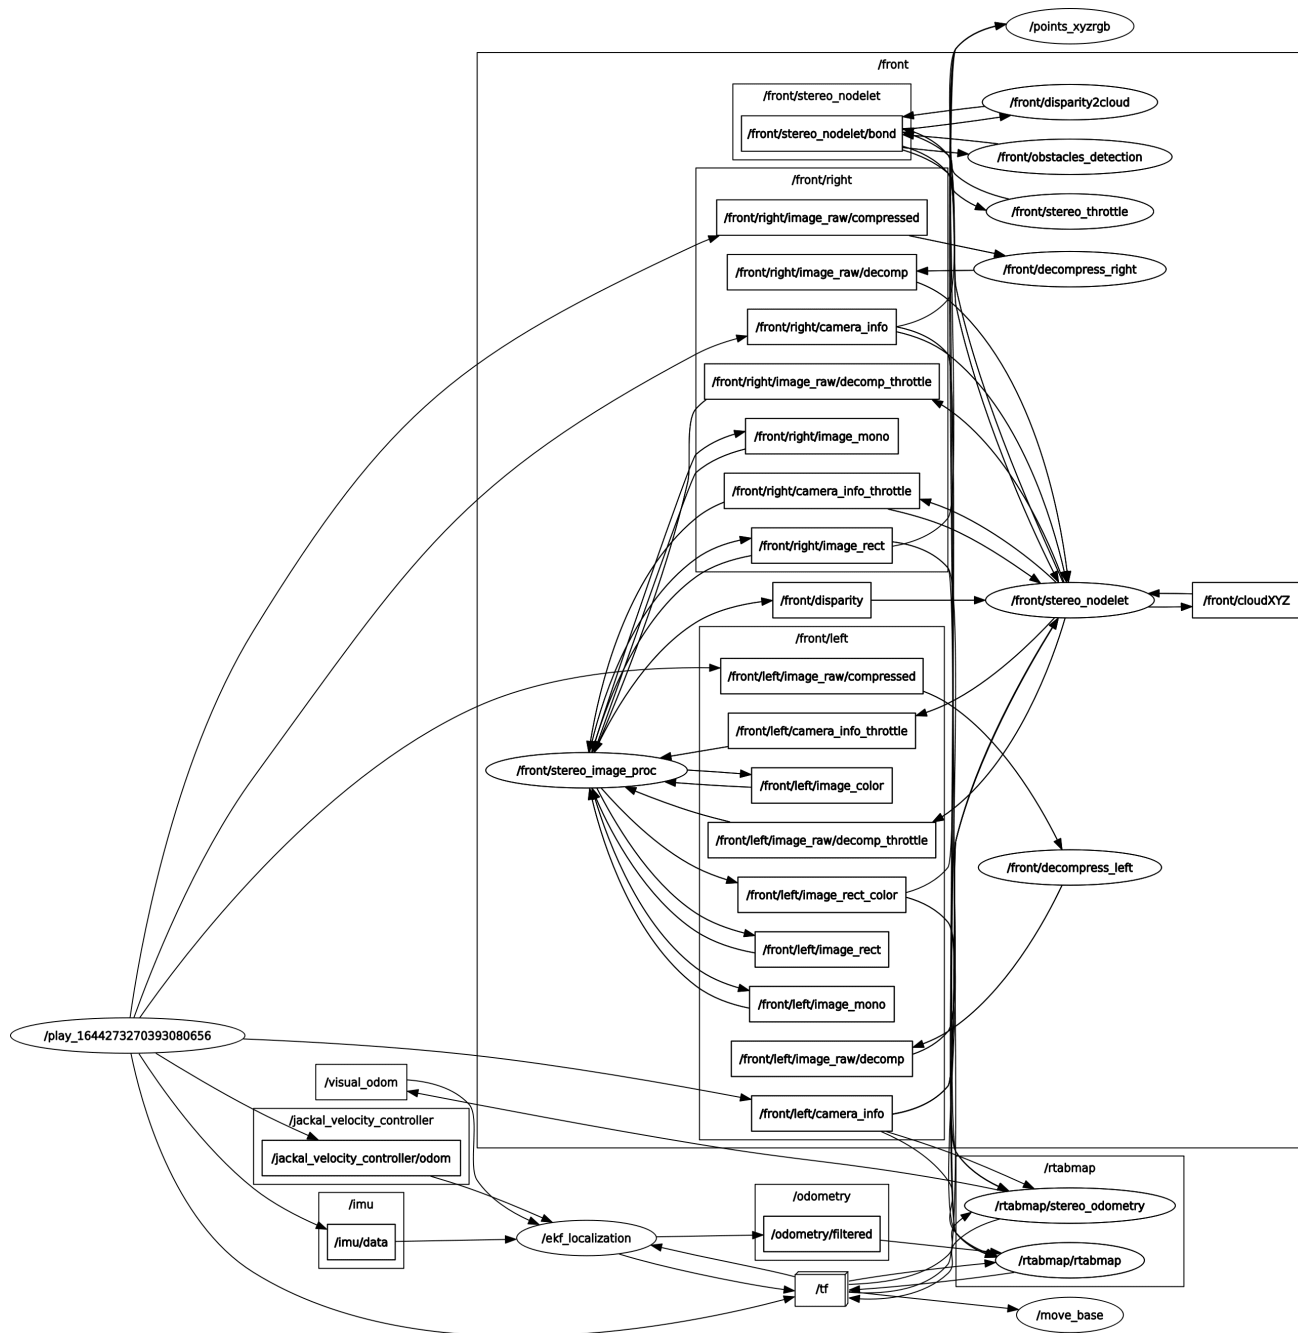 /points_xyzrgb
/front
/front/stereo_nodelet
/front/disparity2cloud
/front/stereo_nodelet/bond
/front/obstacles_detection
/front/right
/front/stereo_throttle
/front/right/image_raw/compressed
/front/decompress_right
/front/right/image_raw/decomp
/front/right/camera_info
/front/right/image_raw/decomp_throttle
/front/right/image_mono
/front/right/camera_info_throttle
/front/right/image_rect
/front/disparity
/front/stereo_nodelet
/front/cloudXYZ
/front/left
/front/left/image_raw/compressed
/front/left/camera_info_throttle
/front/stereo_image_proc
/front/left/image_color
/front/left/image_raw/decomp_throttle
/front/decompress_left
/front/left/image_rect_color
/front/left/image_rect
/front/left/image_mono
/play_1644273270393080656
/front/left/image_raw/decomp
/visual_odom
/front/left/camera_info
/jackal_velocity_controller
/jackal_velocity_controller/odom
/rtabmap
/imu
/odometry
/rtabmap/stereo_odometry
/imu/data
/ekf_localization
/odometry/filtered
/rtabmap/rtabmap
/tf
/move_base